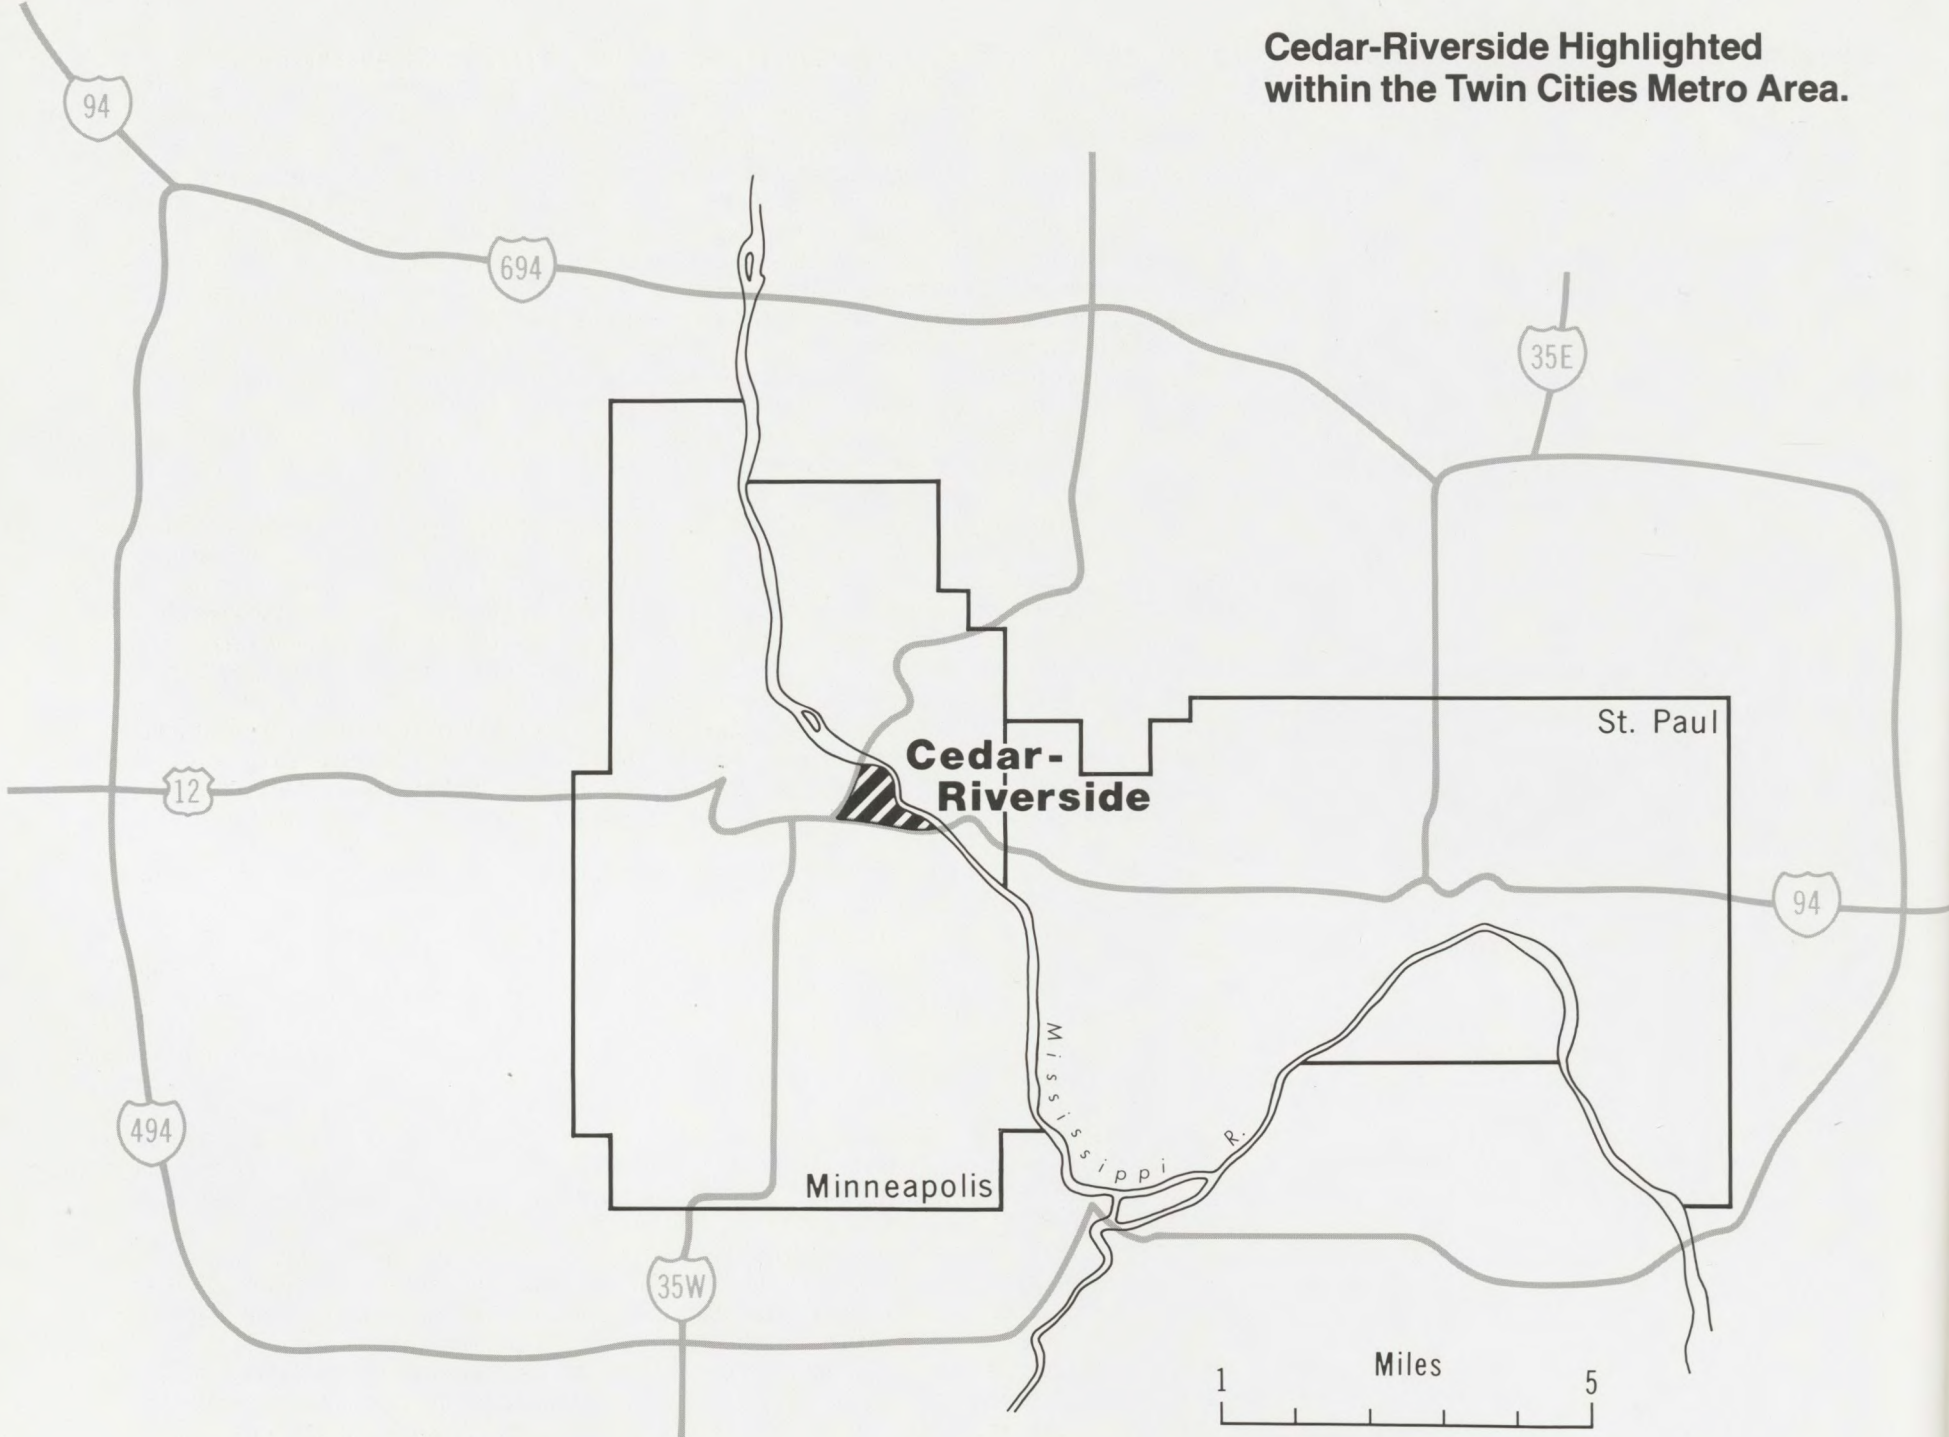 Cedar-Riverside Highlighted
within the Twin Cities Metro Area.
94
694
35E
St. Paul
Cedar-
Riverside
12
94
Mississippi R.
494
Minneapolis
35W
Miles
1 5